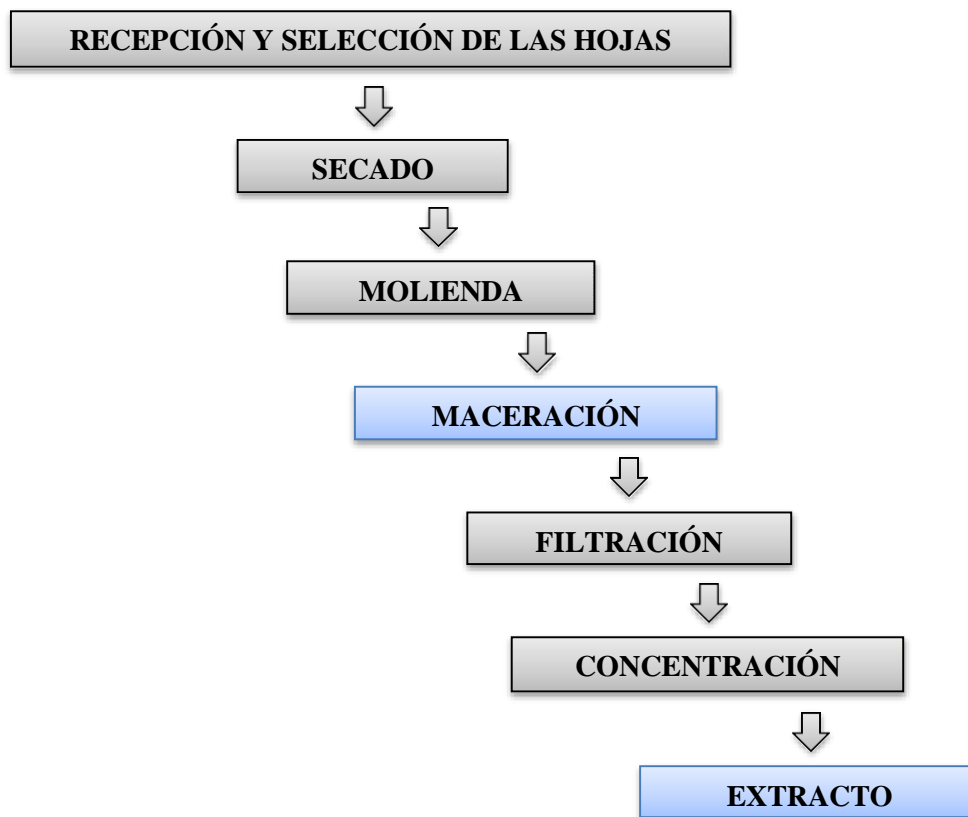 RECEPCIÓN Y SELECCIÓN DE LAS HOJAS
SECADO
MOLIENDA
MACERACIÓN
FILTRACIÓN
CONCENTRACIÓN
EXTRACTO